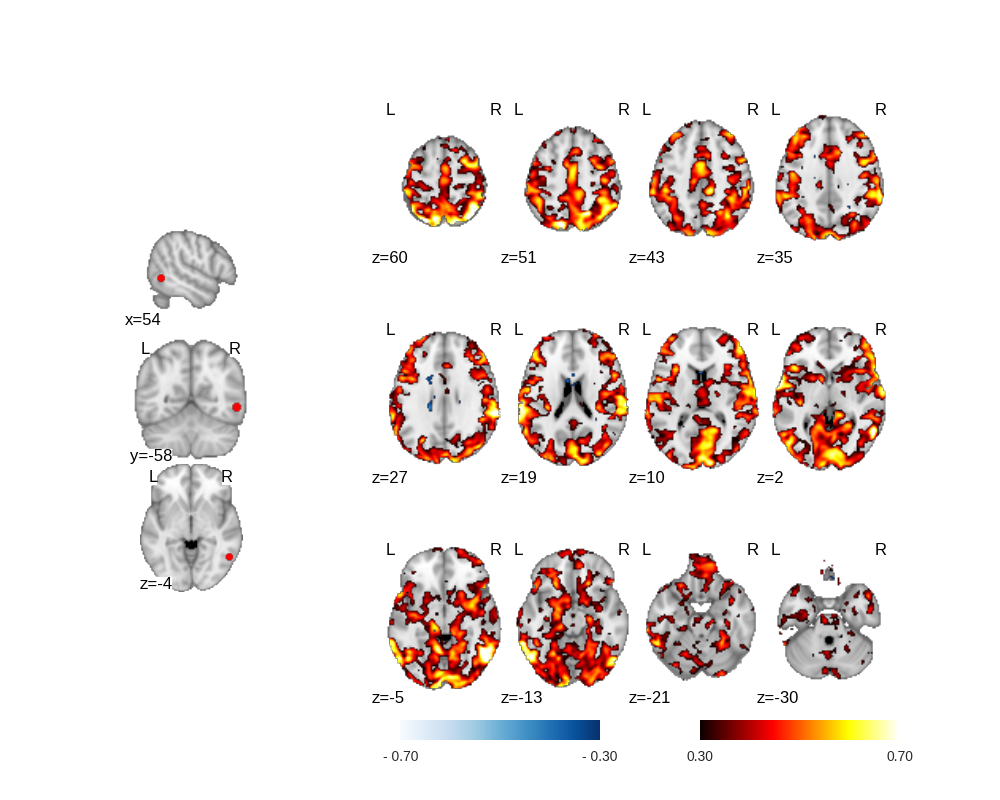 x=54
L R
y=-58
L R
z=-4
L R L R L R L R
z=60 z=51 z=43 z=35
L R L R L R L R
z=27 z=19 z=10 z=2
L R L R L R L R
z=-5 z=-13 z=-21 z=-30
- 0.70 - 0.30 0.30 0.70